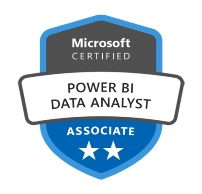 Microsoft
CERTIFIED
POWER BI
DATA ANALYST
ASSOCIATE